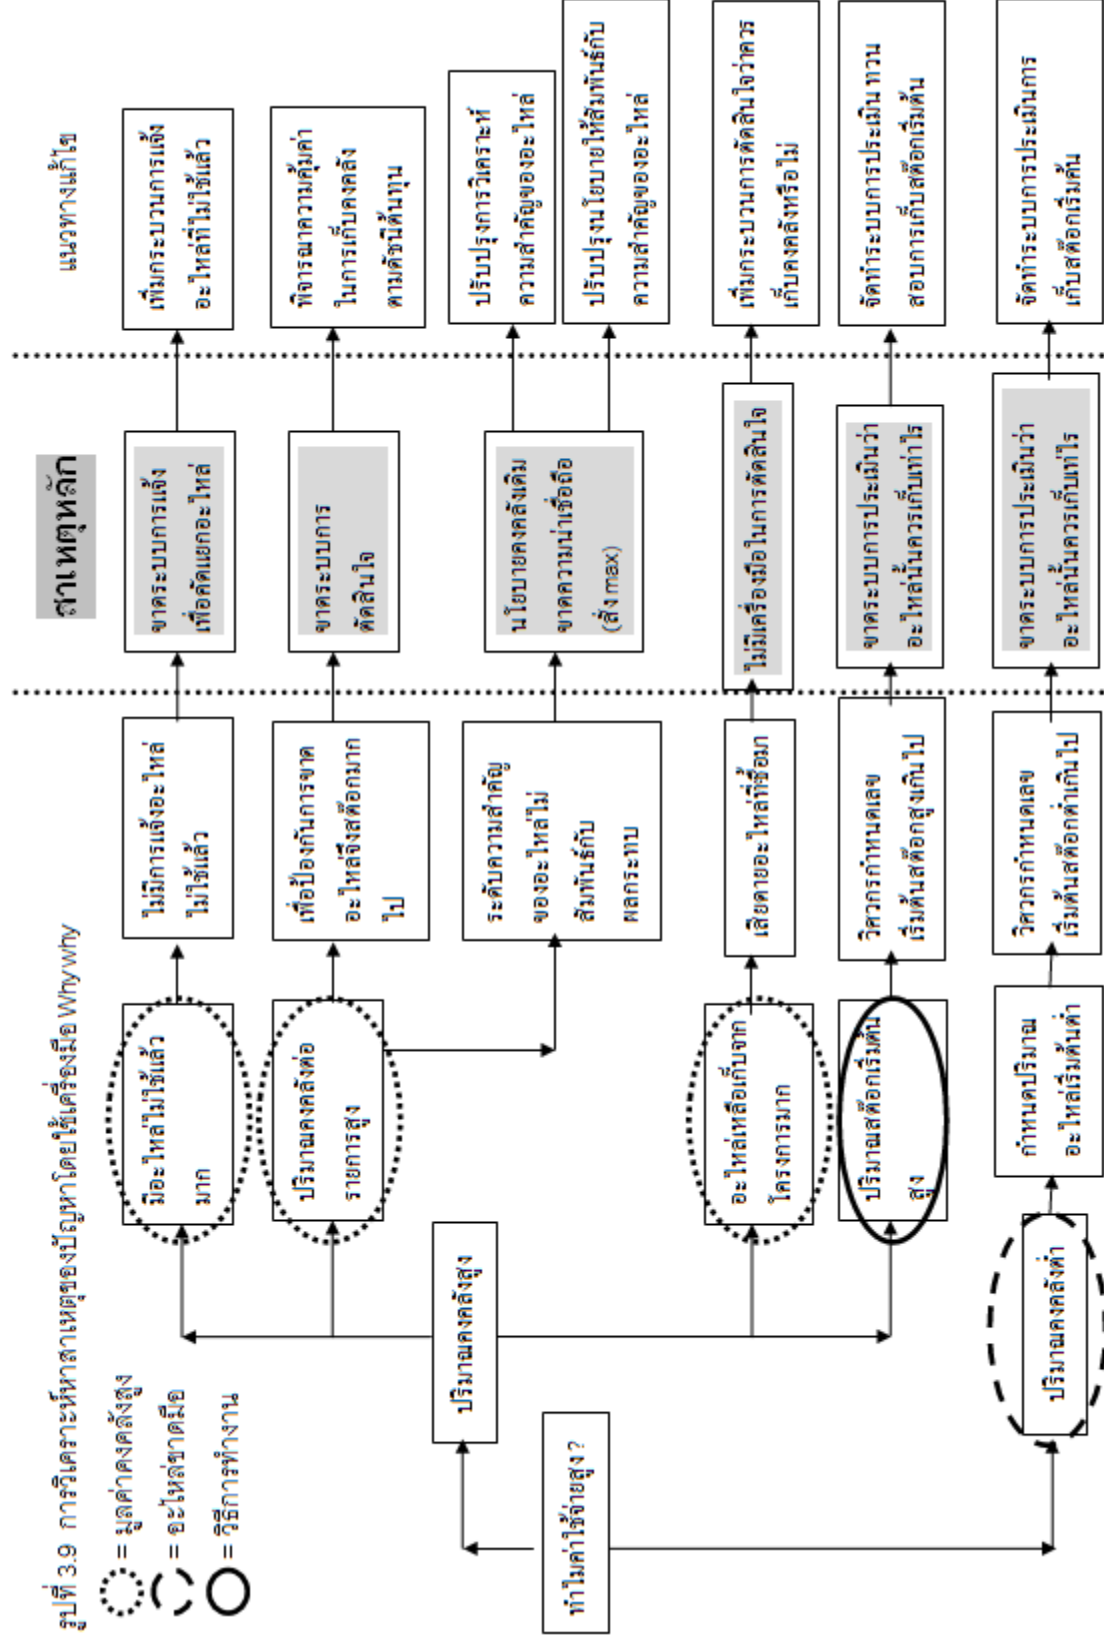 รูปที่ 3.9 การวิเคราะห์หาสาเหตุของปัญหาโดยใช้เครื่องมือ Whywhy
= มูลค่าคงคลังสูง
= อะไหล่ขาดมือ
= วิธีการทำงาน
สาเหตุหลัก
แนวทางแก้ไข
ทำไมค่าใช้จ่ายสูง?
ปริมาณคงคลังสูง
มีอะไหล่ไม่ใช้แล้ว
มาก
ไม่มีการแจ้งอะไหล่
ไม่ใช้แล้ว
ขาดระบบการแจ้ง
เพื่อคัดแยกอะไหล่
เพิ่มกระบวนการแจ้ง
อะไหล่ที่ไม่ใช้แล้ว
ปริมาณคงคลังต่อ
รายการสูง
เพื่อป้องกันการขาด
อะไหล่จึงสต๊อกมาก
ไป
ขาดระบบการ
ตัดสินใจ
พิจารณาความคุ้มค่า
ในการเก็บคงคลัง
ตามดัชนีต้นทุน
ระดับความสำคัญ
ของอะไหล่ไม่
สัมพันธ์กับ
ผลกระทบ
นโยบายคงคลังเดิม
ขาดความน่าเชื่อถือ
(สั่ง max)
ปรับปรุงการวิเคราะห์
ความสำคัญของอะไหล่
ปรับปรุงนโยบายให้สัมพันธ์กับ
ความสำคัญของอะไหล่
อะไหล่เหลือเก็บจาก
โครงการมาก
เสียดายอะไหล่ที่ซื้อมา
ไม่มีเครื่องมือในการตัดสินใจ
เพิ่มกระบวนการตัดสินใจว่าควร
เก็บคงคลังหรือไม่
ปริมาณสต๊อกเริ่มต้น
สูง
วิศวกรกำหนดเลข
เริ่มต้นสต๊อกสูงเกินไป
ขาดระบบการประเมินว่า
อะไหล่นั้นควรเก็บเท่าไร
จัดทำระบบการประเมิน ทวน
สอบการเก็บสต๊อกเริ่มต้น
ปริมาณคงคลังต่ำ
กำหนดปริมาณ
อะไหล่เริ่มต้นต่ำ
วิศวกรกำหนดเลข
เริ่มต้นสต๊อกต่ำเกินไป
ขาดระบบการประเมินว่า
อะไหล่นั้นควรเก็บเท่าไร
จัดทำระบบการประเมินการ
เก็บสต๊อกเริ่มต้น